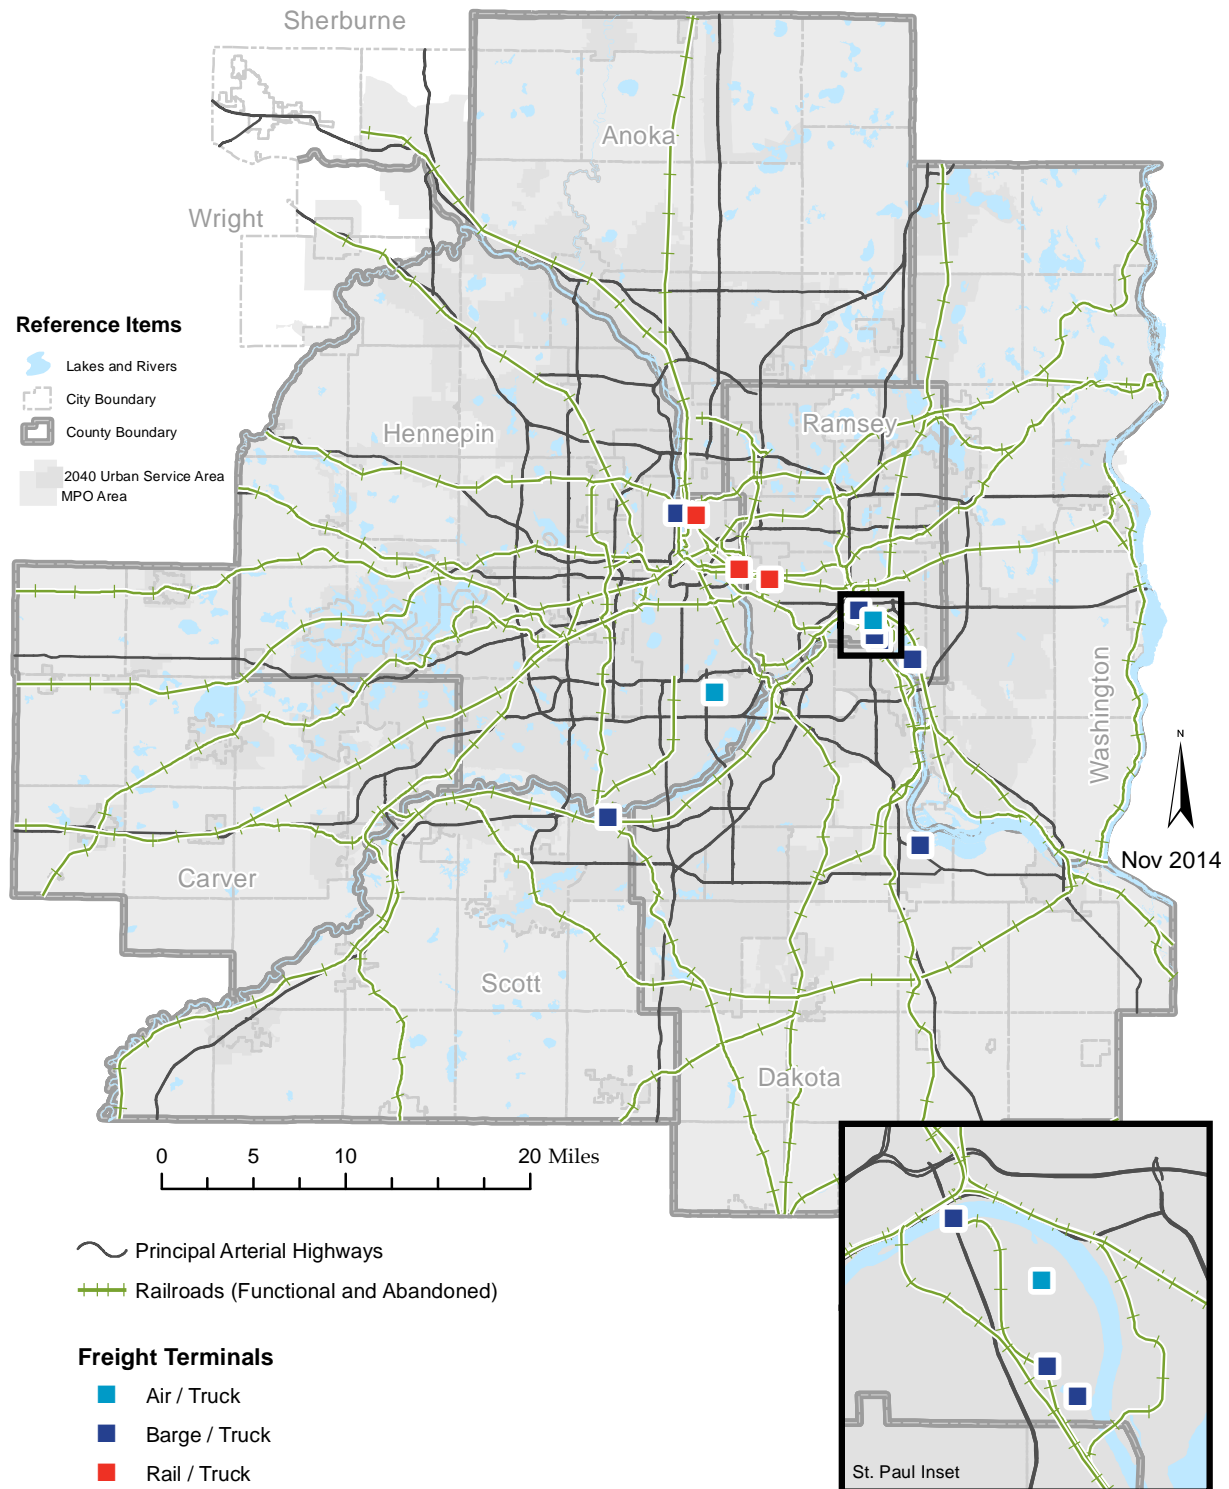 Sherburne
Anoka
Wright
Reference Items
Lakes and Rivers
City Boundary
County Boundary
2040 Urban Service Area
MPO Area
Hennepin
Ramsey
Washington
N
Nov 2014
Carver
Scott
Dakota
0 5 10 20 Miles
Principal Arterial Highways
Railroads (Functional and Abandoned)
Freight Terminals
Air / Truck
Barge / Truck
Rail / Truck
St. Paul Inset